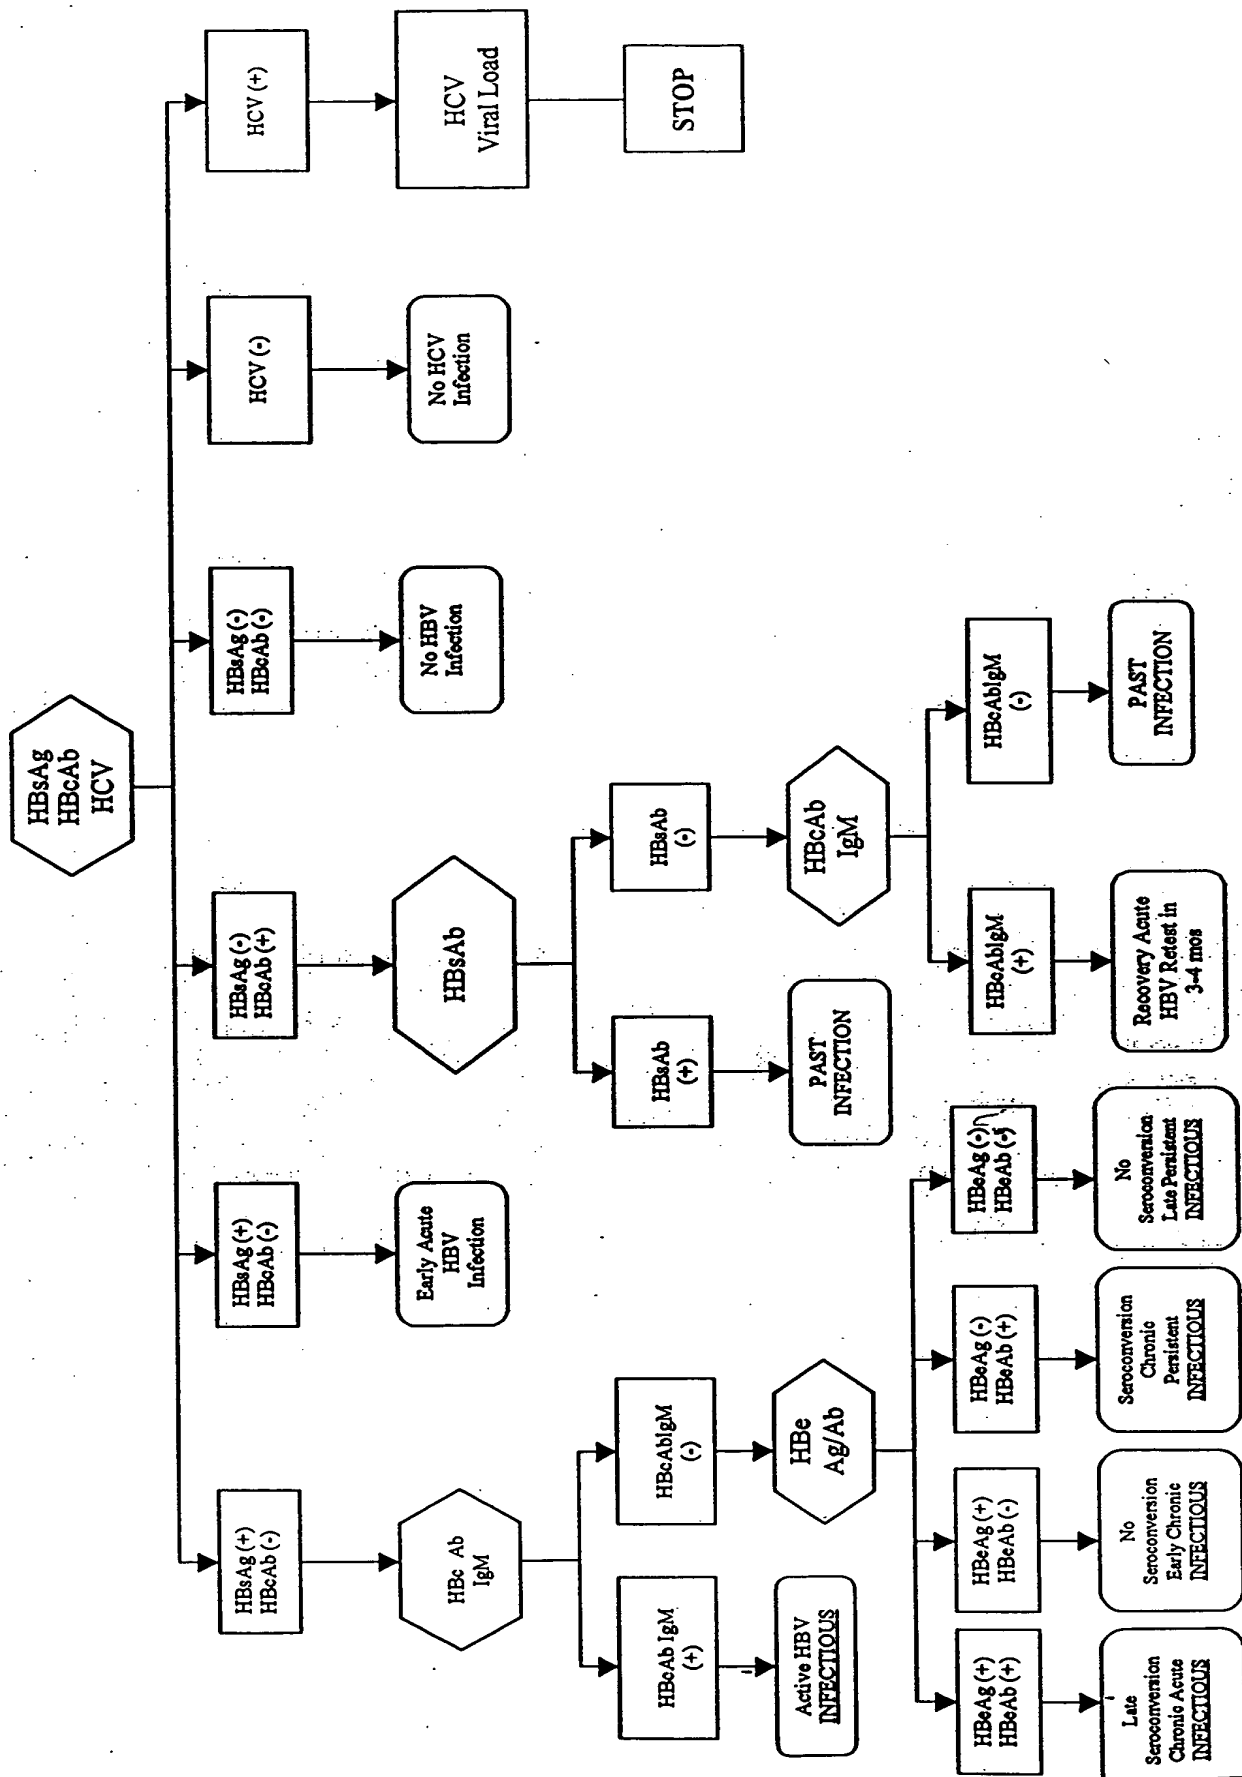 HBsAg
HBcAb
HCV
HBsAg (+)
HBcAb (-)
HBsAg (+)
HBcAb (-)
HBsAg (-)
HBcAb (+)
HBsAg (-)
HBcAb (-)
HCV (-)
HCV (+)
HBc Ab
IgM
Early Acute
HBV
Infection
HBsAb
No HBV
Infection
No HCV
Infection
HCV
Viral Load
HBcAb IgM
(+)
HBcAbIgM
(-)
HBsAb
(+)
HBsAb
(-)
STOP
Active HBV
INFECTIOUS
HBe
Ag/Ab
PAST
INFECTION
HBcAb
IgM
HBeAg (+)
HBeAb (+)
HBeAg (+)
HBeAb (-)
HBeAg (-)
HBeAb (+)
HBeAg (-)
HBeAb (-)
HBcAbIgM
(+)
HBcAbIgM
(-)
Late
Seroconversion
Chronic Acute
INFECTIOUS
No
Seroconversion
Early Chronic
INFECTIOUS
Seroconversion
Chronic
Persistent
INFECTIOUS
No
Seroconversion
Late Persistent
INFECTIOUS
Recovery Acute
HBV Retest in
3-4 mos
PAST
INFECTION